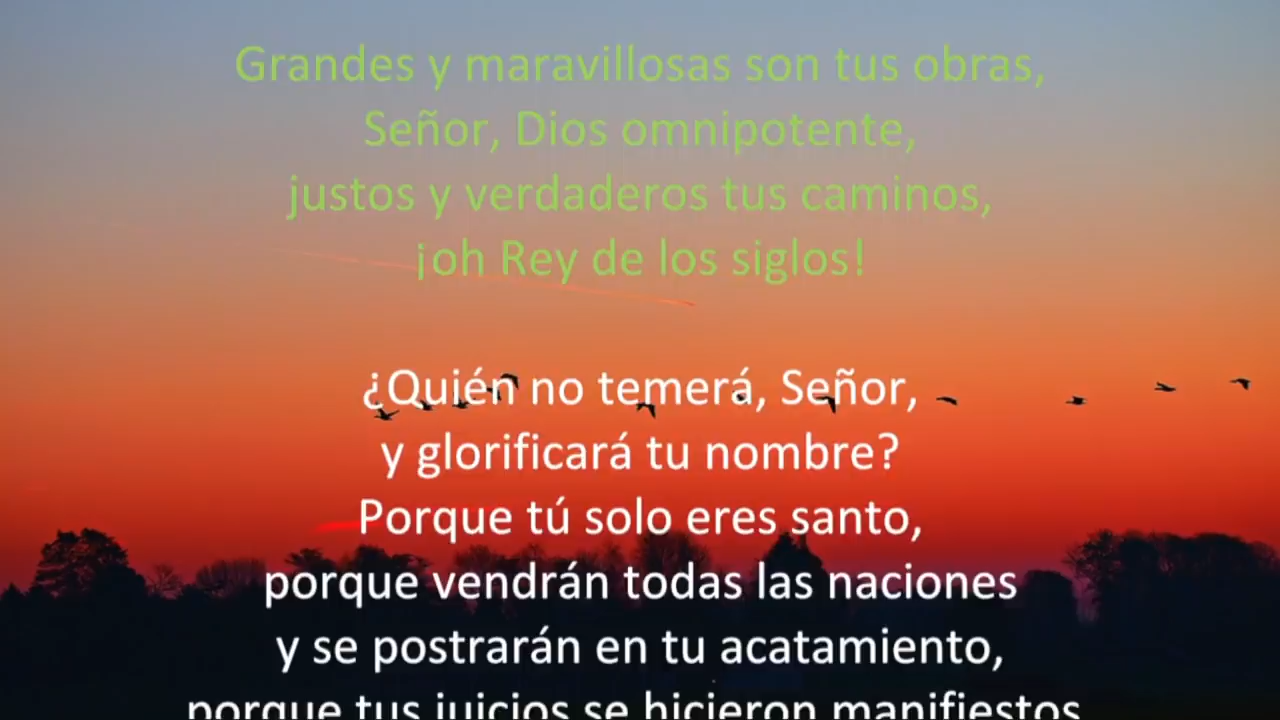 Grandes y maravillosas son tus obras,
Señor, Dios omnipotente,
justos y verdaderos tus caminos,
¡oh Rey de los siglos!
¿Quién no temerá, Señor,
y glorificará tu nombre?
Porque tú solo eres santo,
porque vendrán todas las naciones
y se postrarán en tu acatamiento,
porque tus juicios se hicieron manifiestos